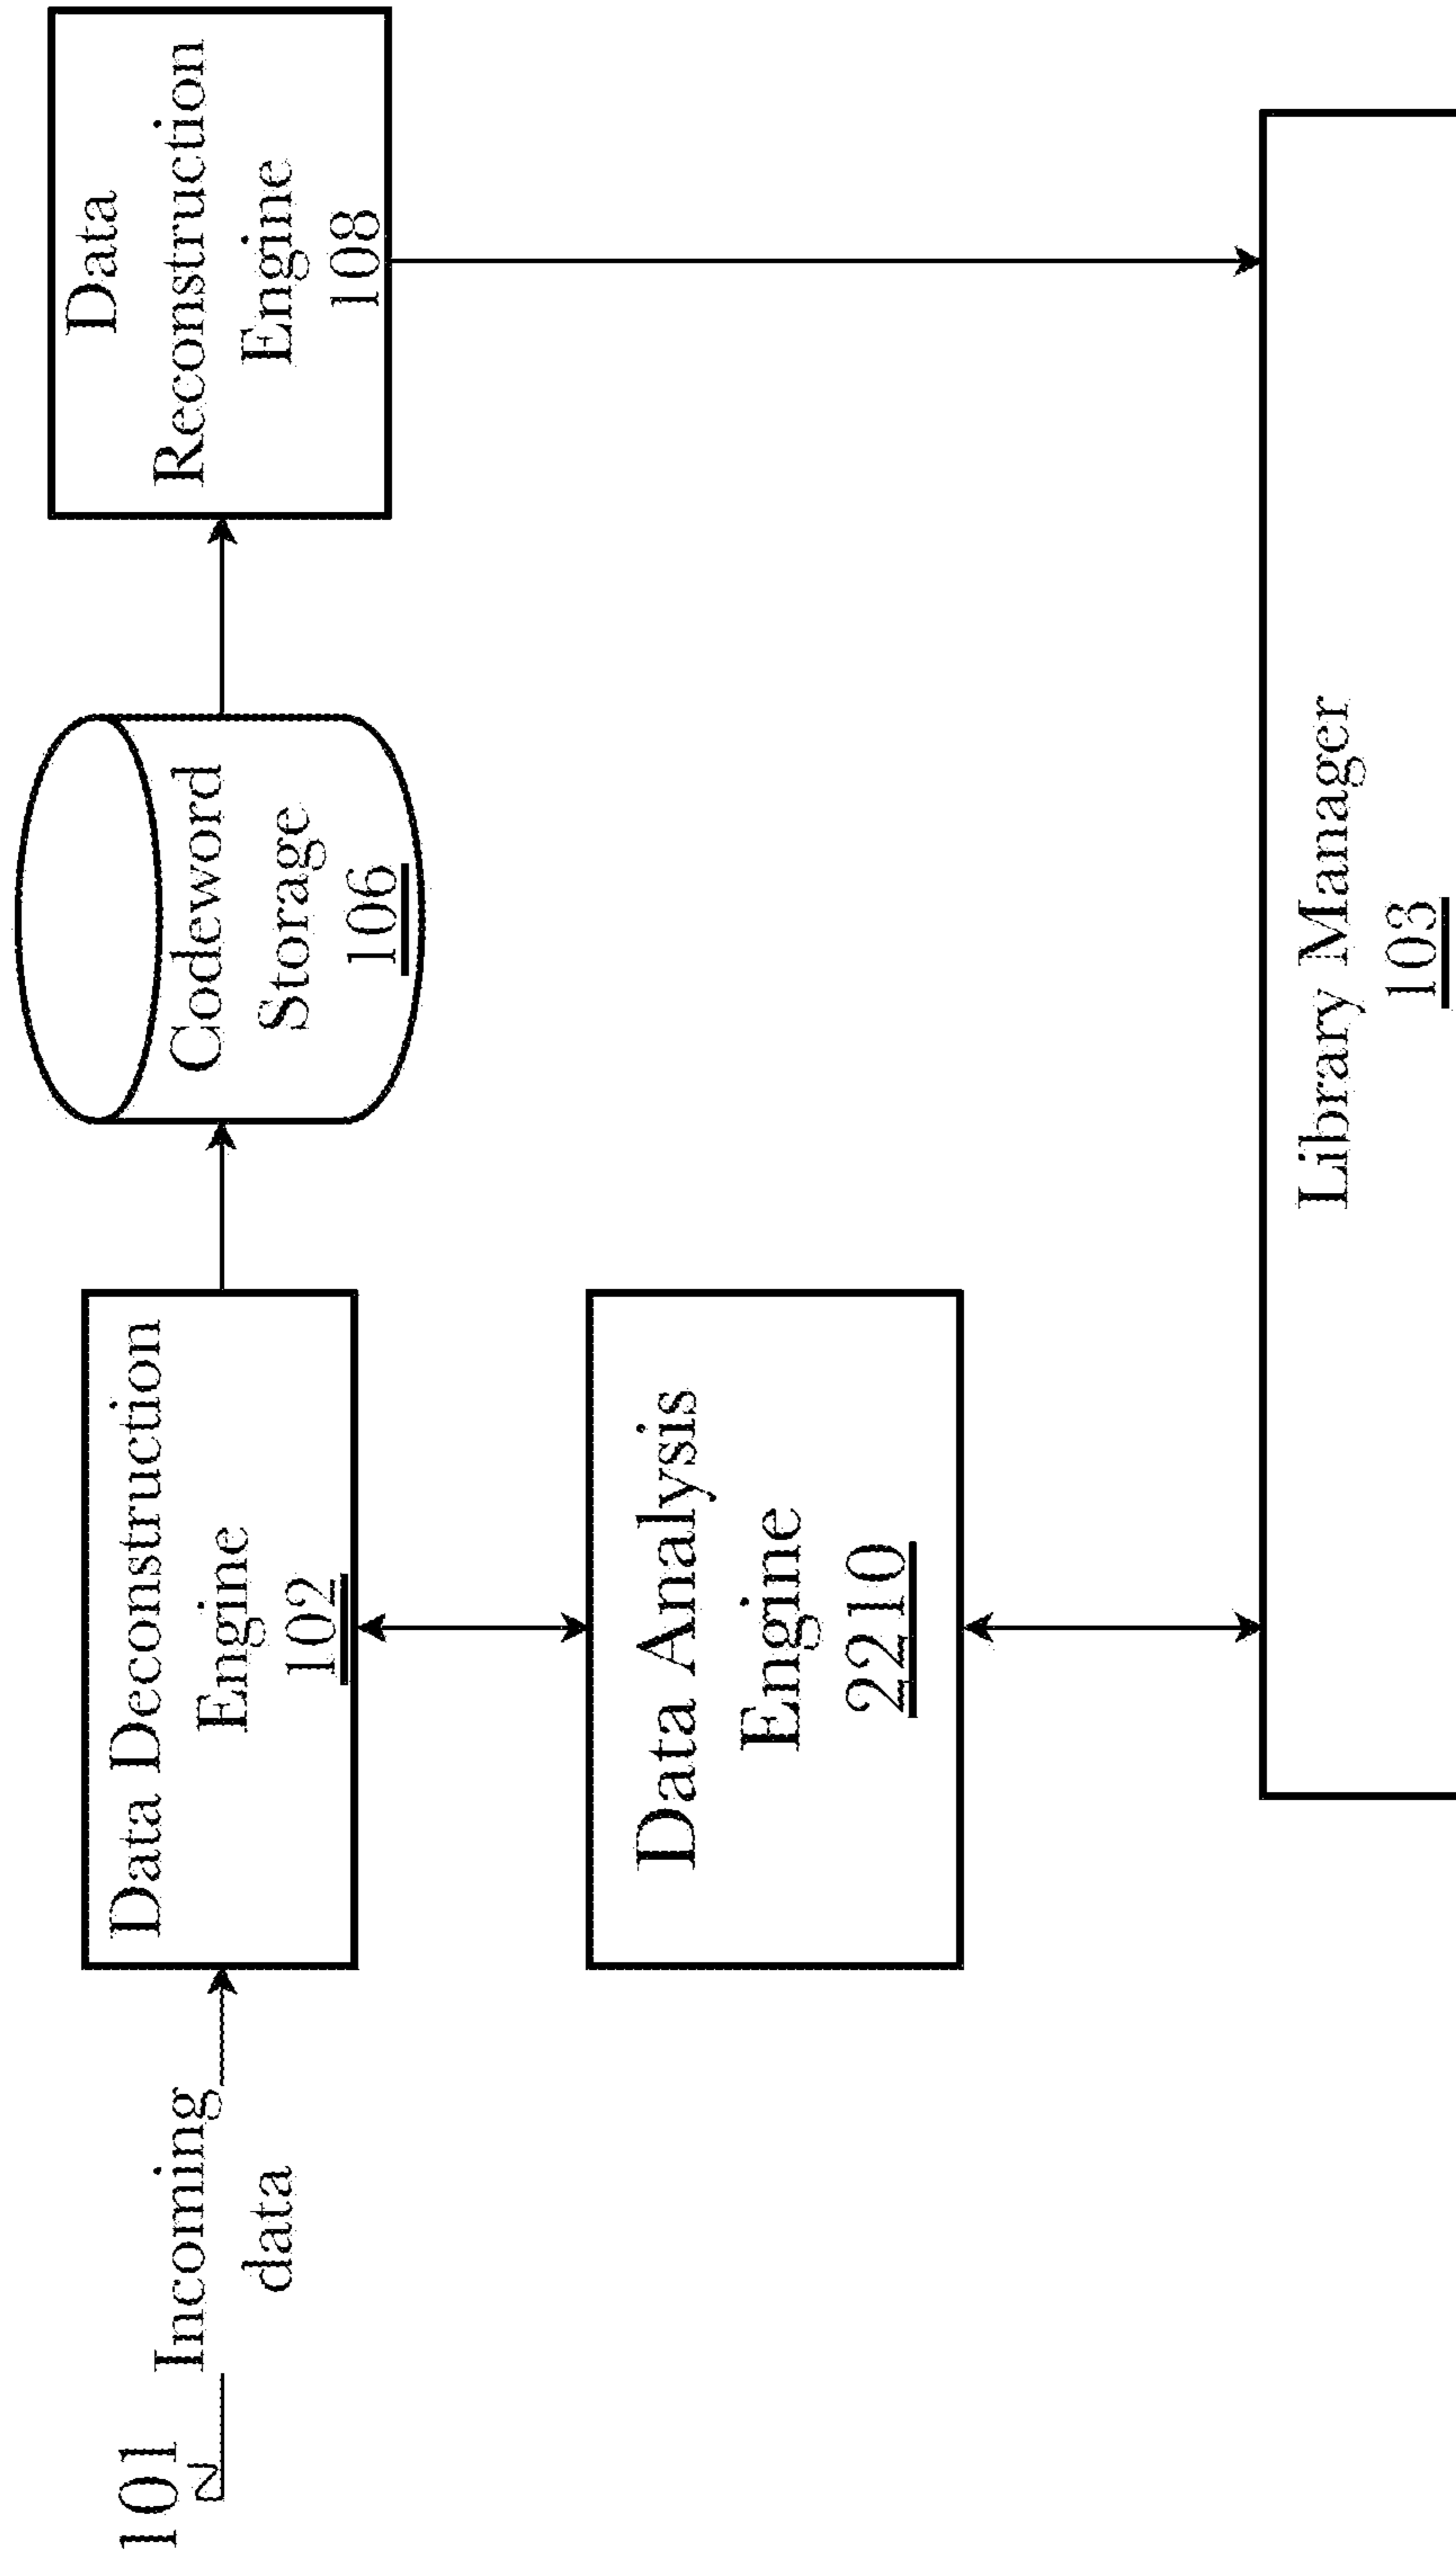 101
Incoming
data
Data Deconstruction
Engine
102
Codeword
Storage
106
Data
Reconstruction
Engine
108
Data Analysis
Engine
2210
Library Manager
103